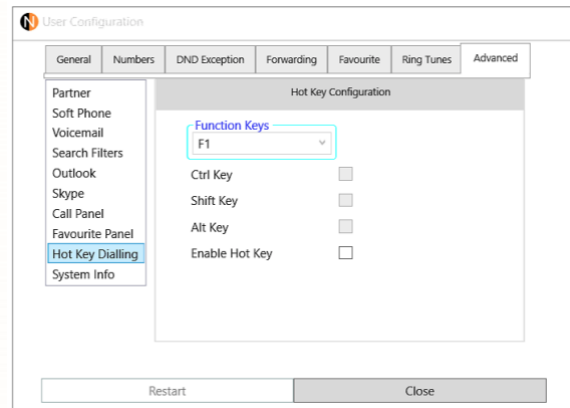 User Configuration
General Numbers DND Exception Forwarding Favourite Ring Tunes Advanced
Partner
Soft Phone
Voicemail
Search Filters
Outlook
Skype
Call Panel
Favourite Panel
Hot Key Dialling
System Info
Hot Key Configuration
Function Keys
F1
Ctrl Key
Shift Key
Alt Key
Enable Hot Key
Restart Close